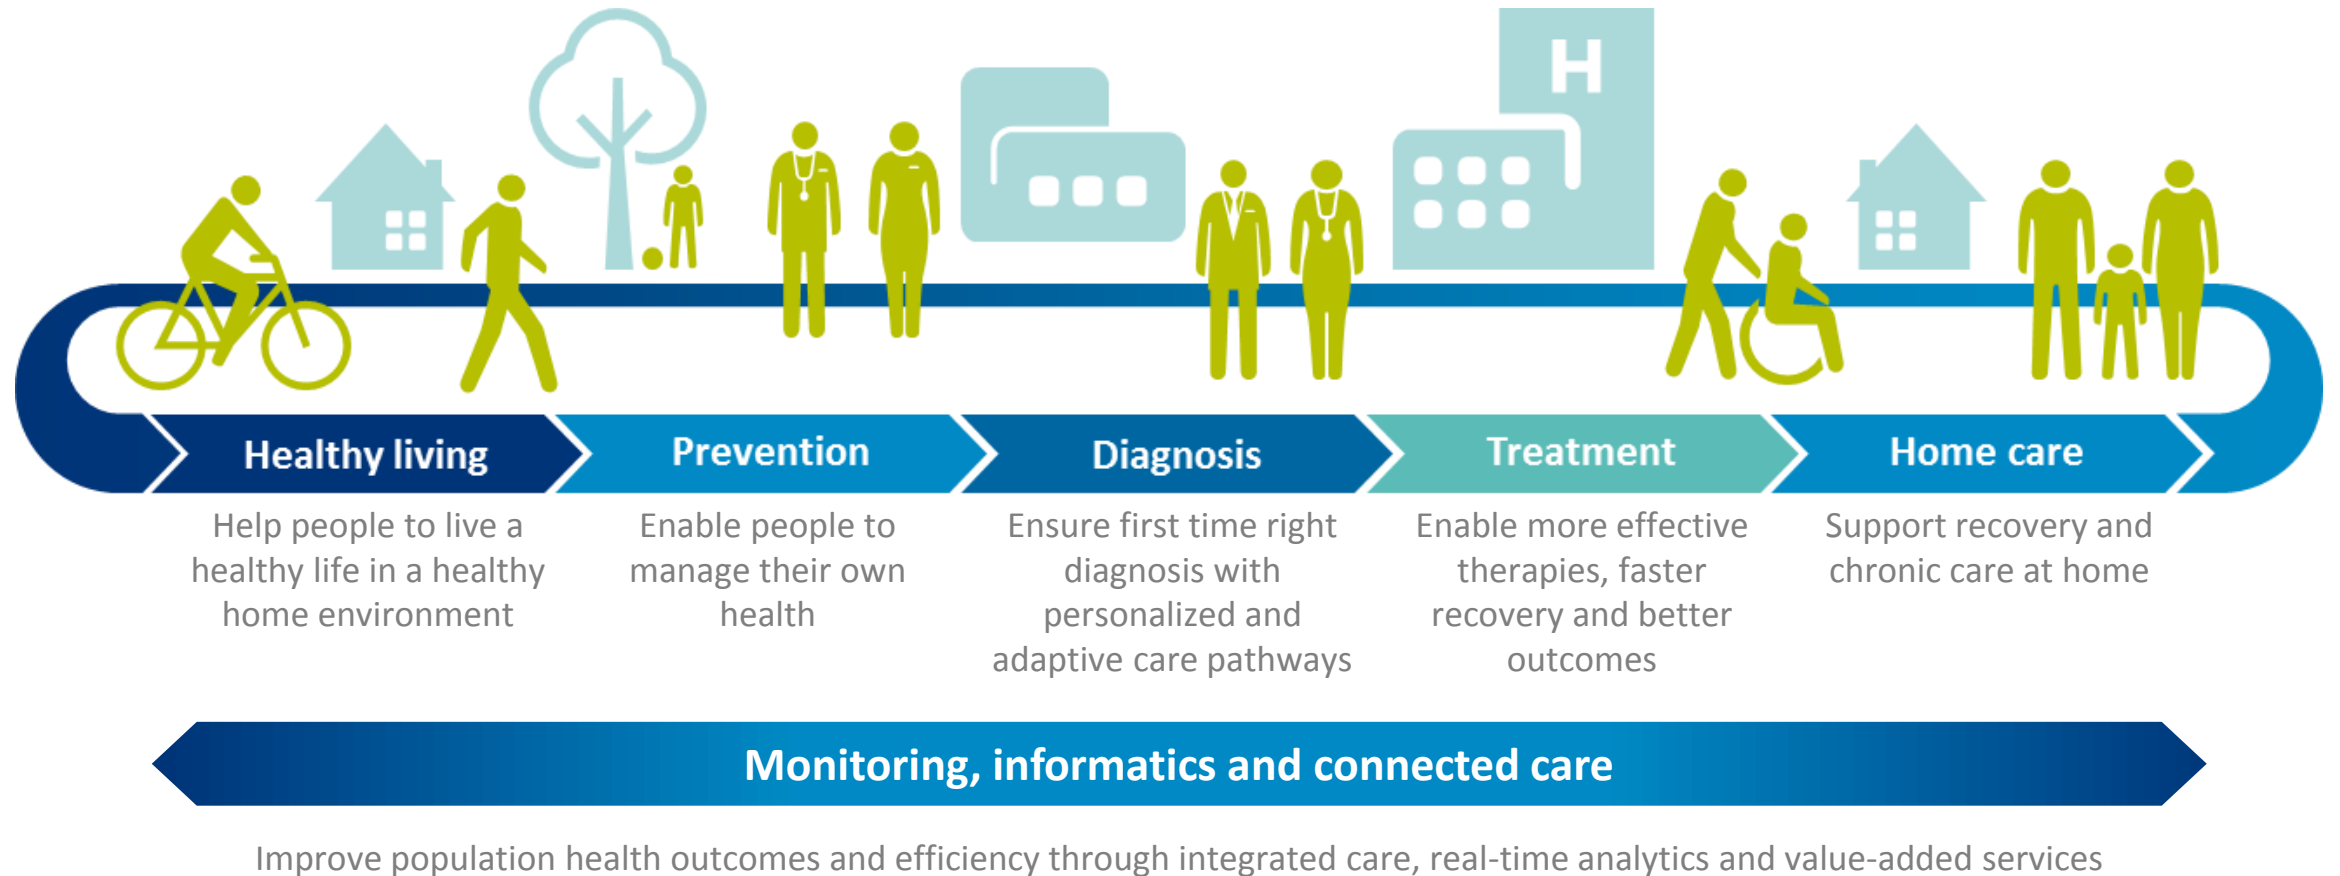 H
Healthy living
Prevention
Diagnosis
Treatment
Home care
Help people to live a
healthy life in a healthy
home environment
Enable people to
manage their own
health
Ensure first time right
diagnosis with
personalized and
adaptive care pathways
Enable more effective
therapies, faster
recovery and better
outcomes
Support recovery and
chronic care at home
Monitoring, informatics and connected care
Improve population health outcomes and efficiency through integrated care, real-time analytics and value-added services